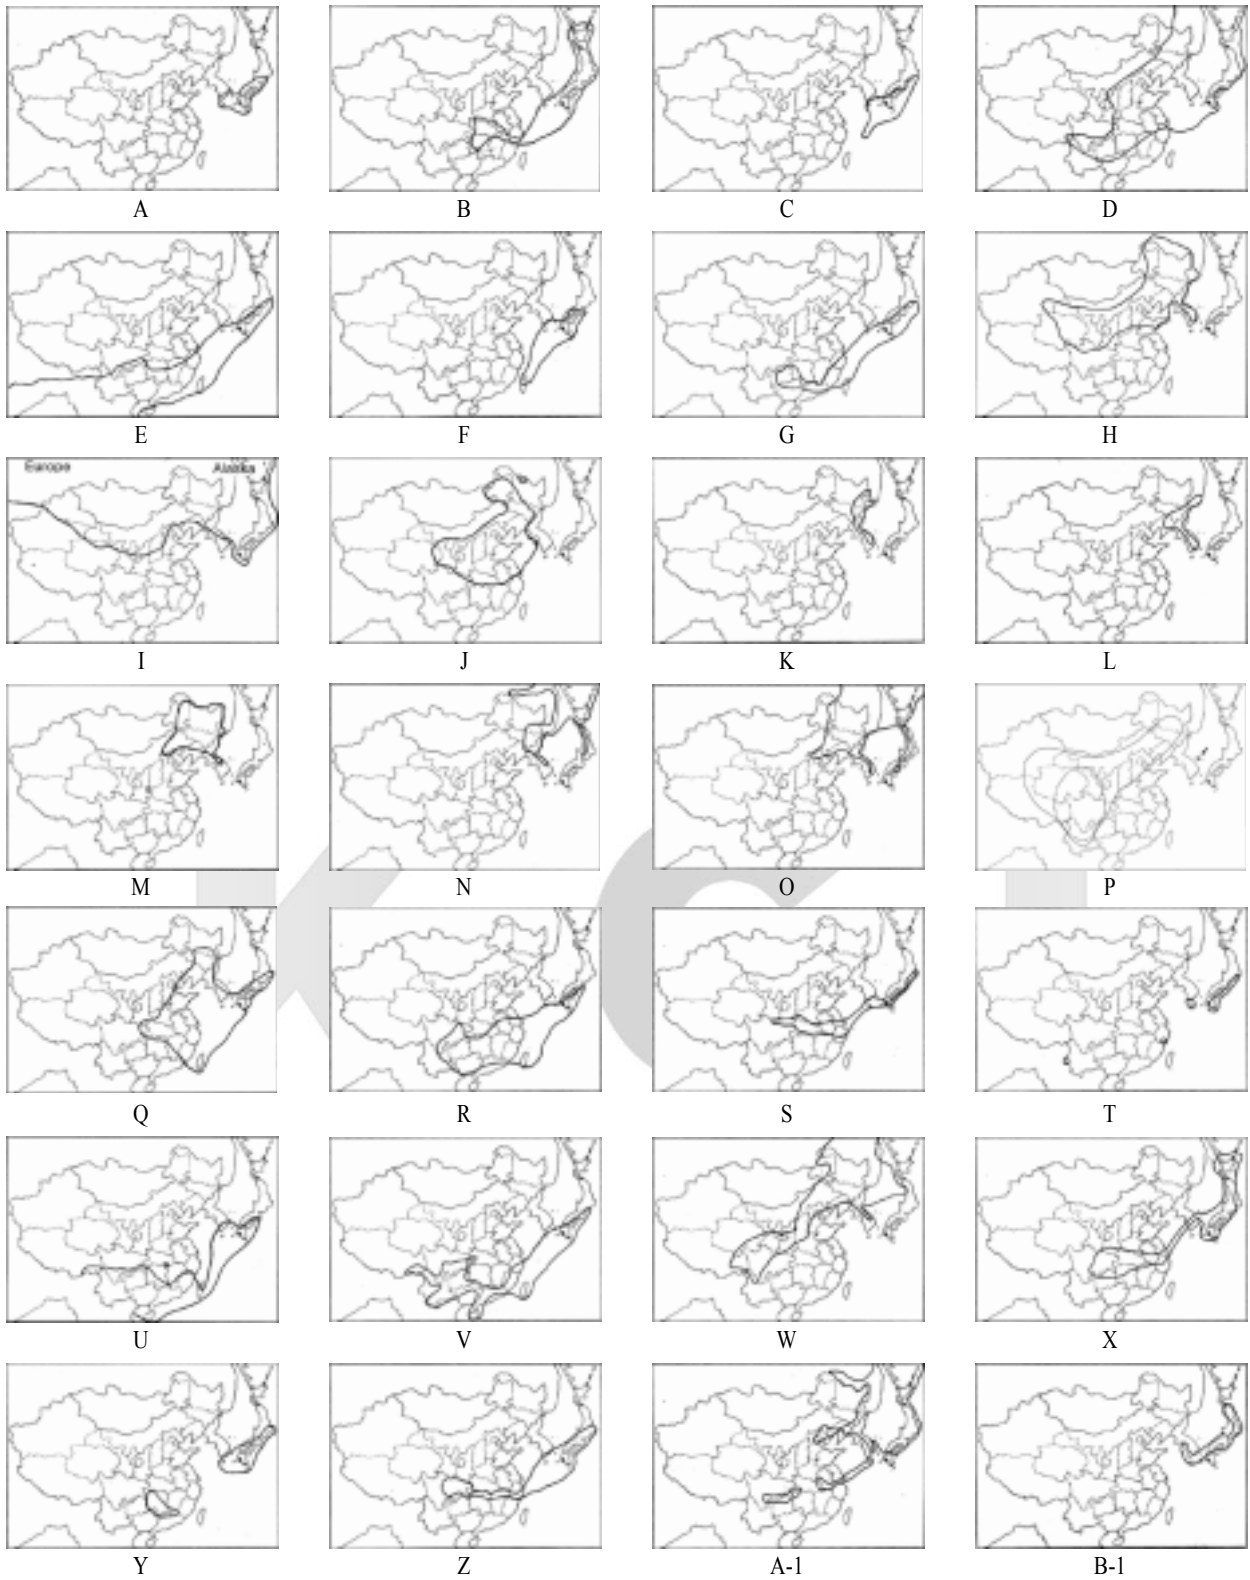 A B C D
E F G H
Europe Alaska
I J K L
M N O P
Q R S T
U V W X
Y Z A-1 B-1